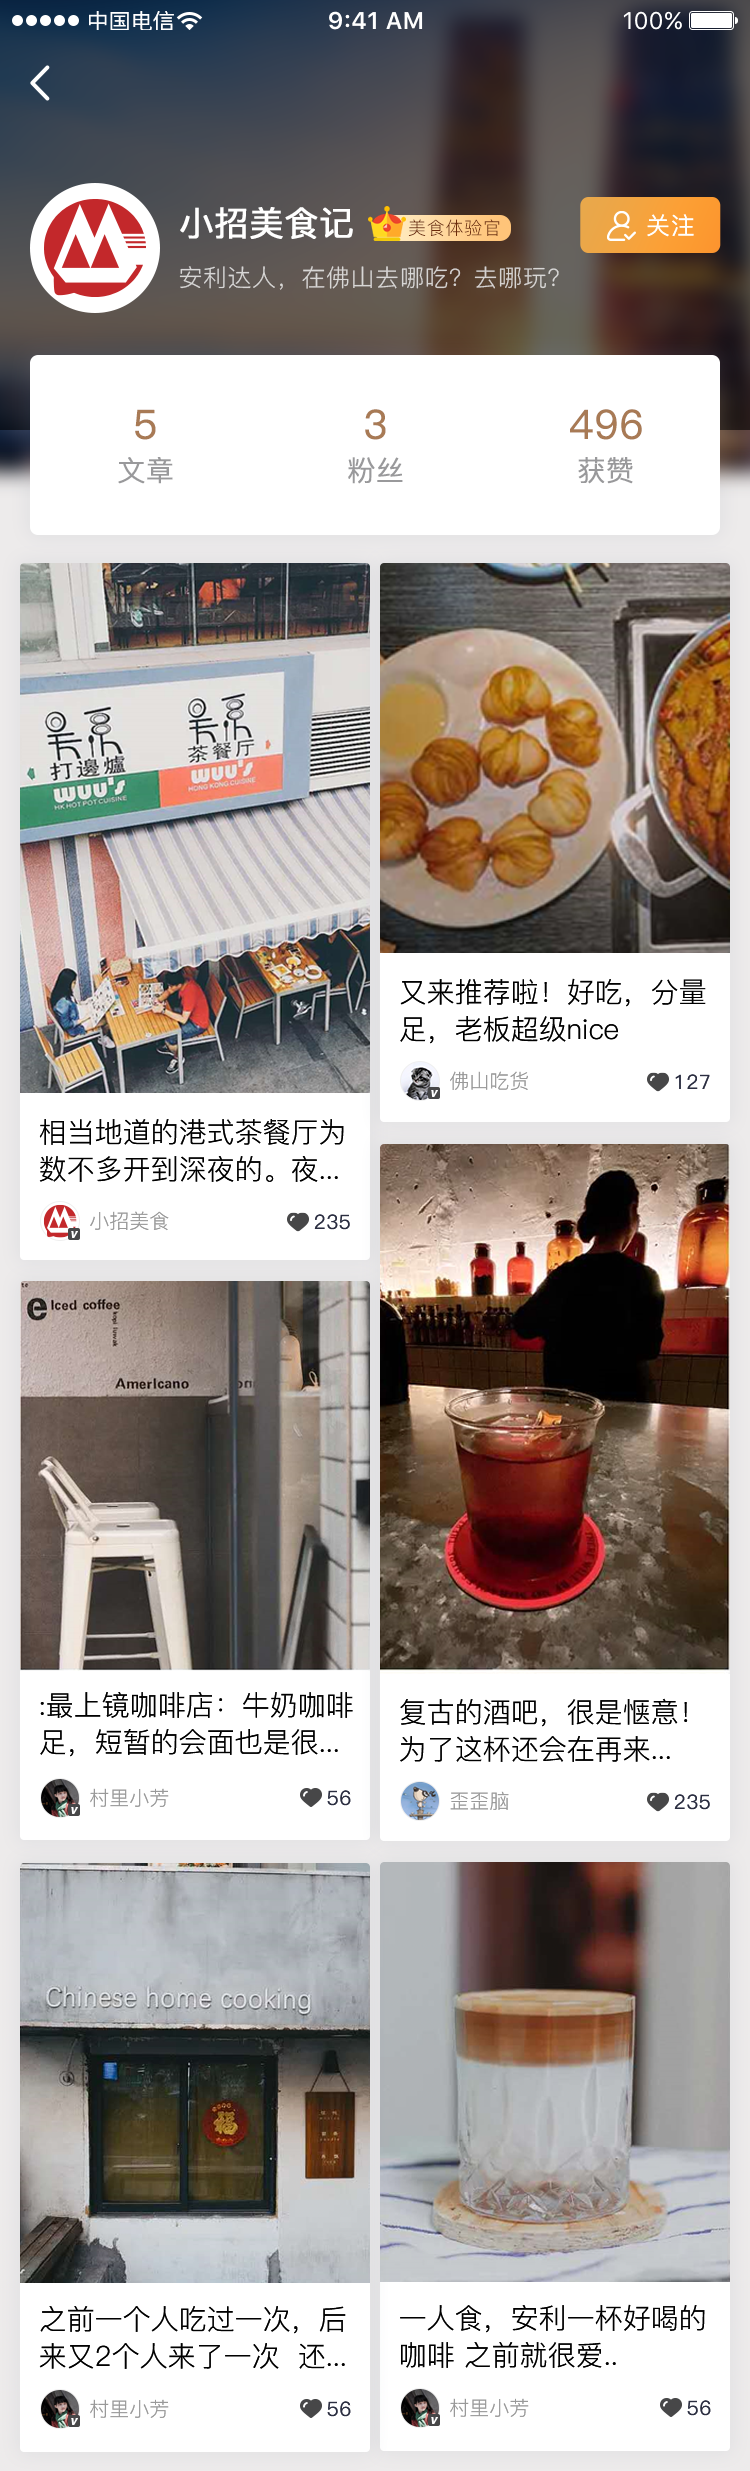 中国电信
9:41 AM
100%
小招美食记
美食体验官
关注
安利达人，在佛山去哪吃？去哪玩？
5
3
496
文章
粉丝
获赞
打邊爐
WUU'S
HK HOT POT CUISINE
茶餐厅
WUU'S
HONG KONG CUISINE
相当地道的港式茶餐厅为
数不多开到深夜的。夜...
小招美食
235
又来推荐啦！好吃，分量
足，老板超级nice
佛山吃货
127
e Iced coffee
AmerIcano
:最上镜咖啡店：牛奶咖啡
足，短暂的会面也是很...
村里小芳
56
复古的酒吧，很是惬意！
为了这杯还会在再来...
歪歪脑
235
Chinese home cooking
福
之前一个人吃过一次，后
来又2个人来了一次 还...
村里小芳
56
一人食，安利一杯好喝的
咖啡 之前就很爱..
村里小芳
56